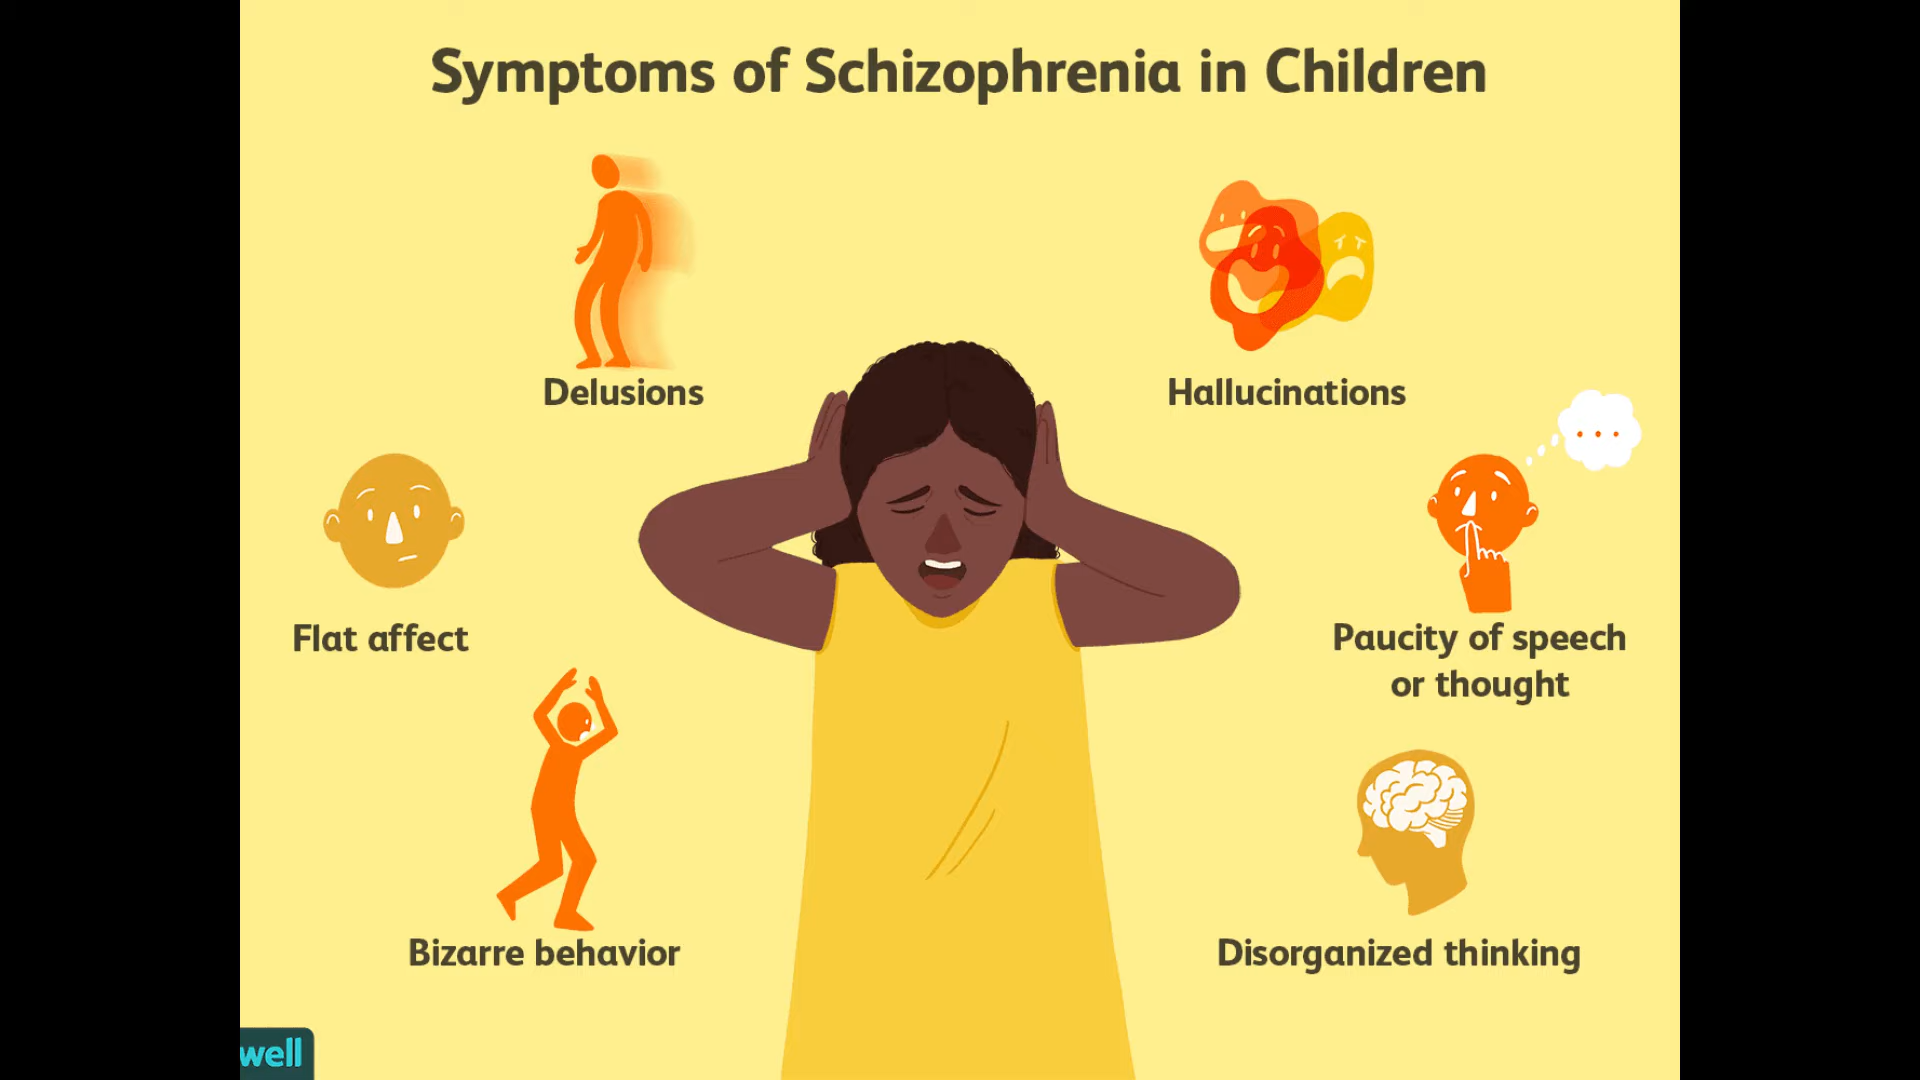 Symptoms of Schizophrenia in Children
Delusions
Hallucinations
Flat affect
Paucity of speech
or thought
Bizarre behavior
Disorganized thinking
well